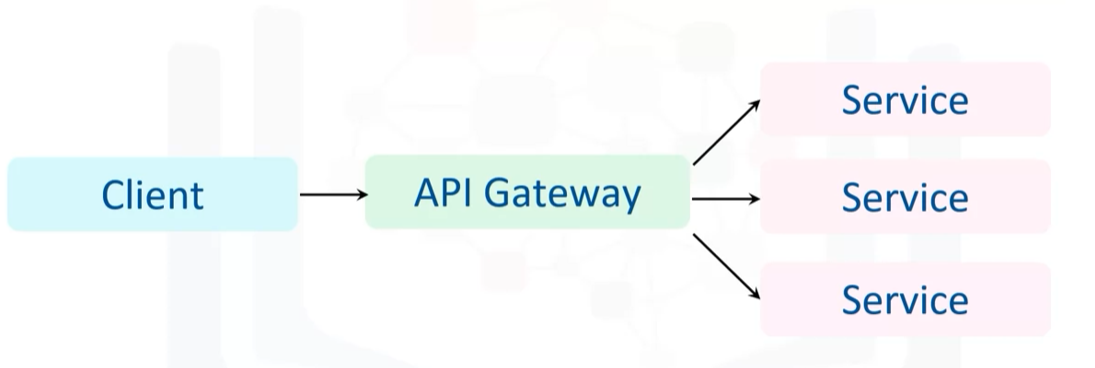 Client
API Gateway
Service
Service
Service